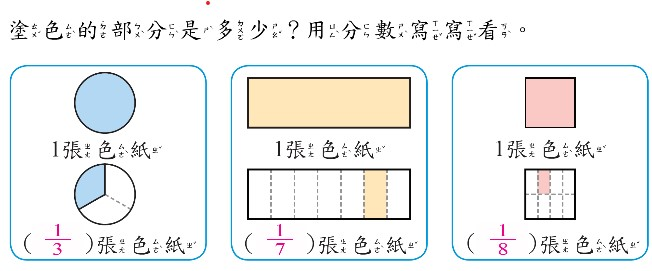 塗色的部分是多少？用分數寫寫看。
1張色紙
1張色紙
1張色紙
( 1/3 )張色紙
( 1/7 )張色紙
( 1/8 )張色紙